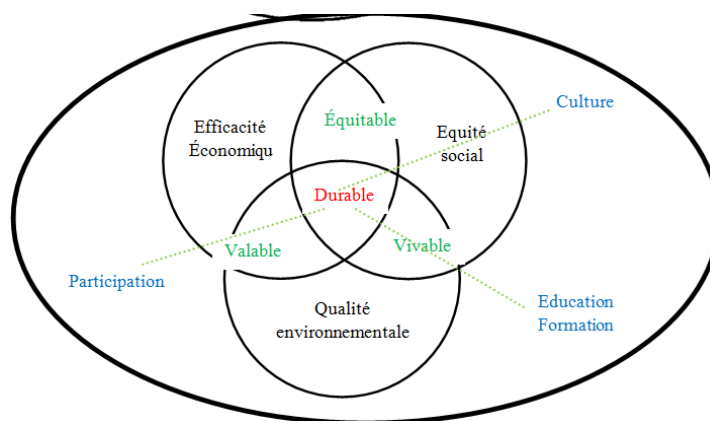 Culture
Efficacité
Économiqu
Équitable
Equité
social
Durable
Valable
Vivable
Participation
Qualité
environnementale
Education
Formation